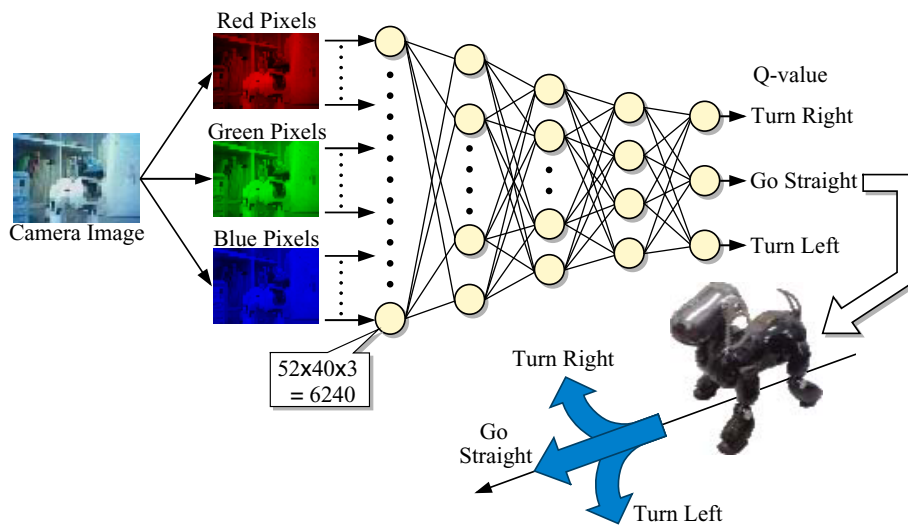 Red Pixels
Q-value
Turn Right
Green Pixels
Go Straight
Camera Image
Blue Pixels
Turn Left
52x40x3
= 6240
Turn Right
Go
Straight
Turn Left